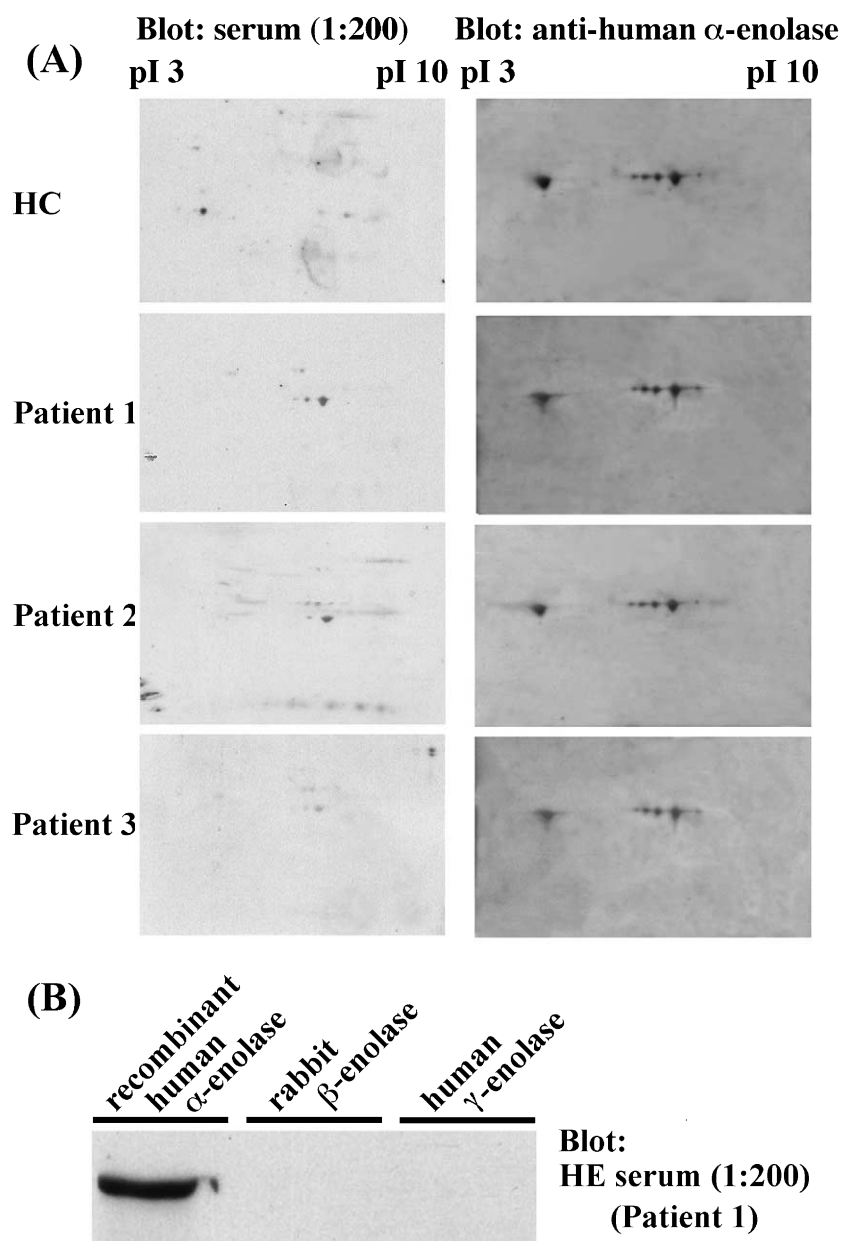 (A)
Blot: serum (1:200)
Blot: anti-human α-enolase
pI 3
pI 10
pI 3
pI 10
HC
Patient 1
Patient 2
Patient 3
(B)
recombinant
human
α-enolase
rabbit
β-enolase
human
γ-enolase
Blot:
HE serum (1:200)
(Patient 1)